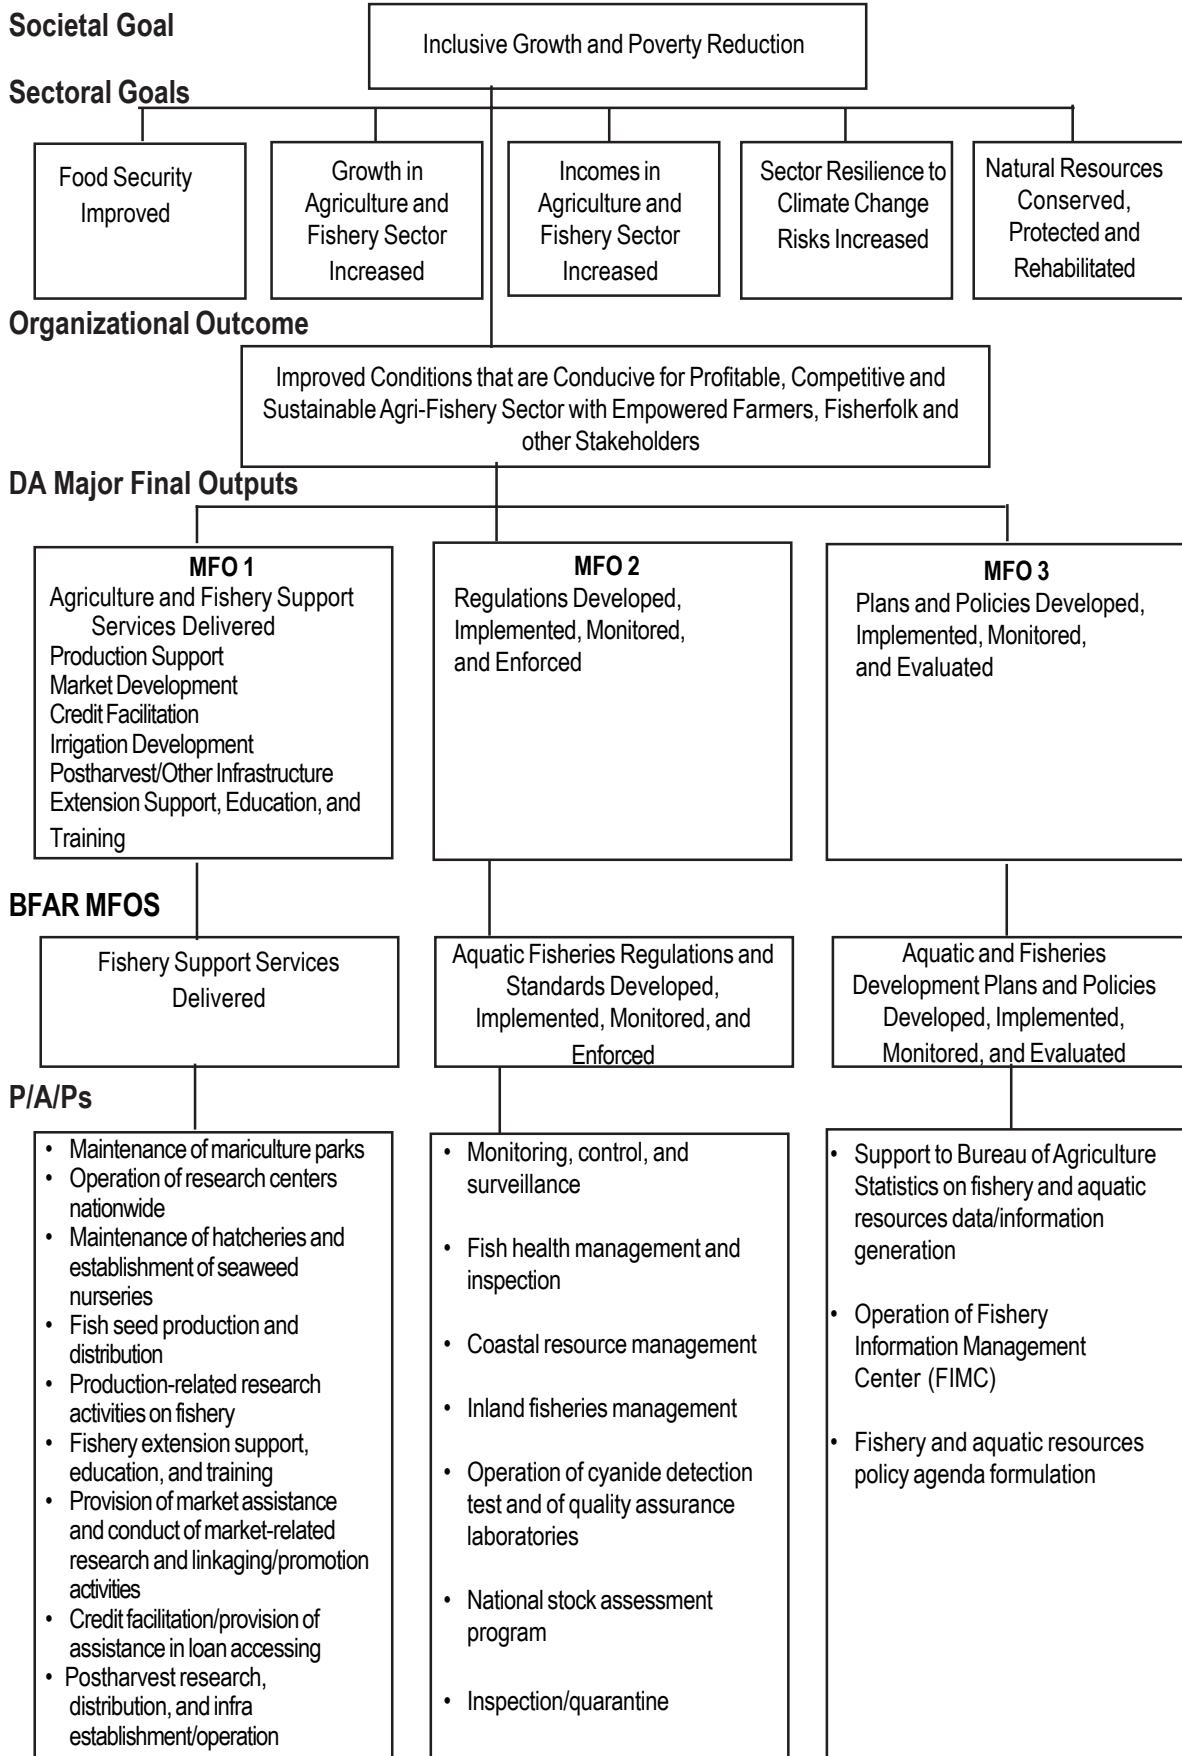 Societal Goal
Inclusive Growth and Poverty Reduction
Sectoral Goals
Food Security
Improved
Growth in
Agriculture and
Fishery Sector
Increased
Incomes in
Agriculture and
Fishery Sector
Increased
Sector Resilience to
Climate Change
Risks Increased
Natural Resources
Conserved,
Protected and
Rehabilitated
Organizational Outcome
Improved Conditions that are Conducive for Profitable, Competitive and
Sustainable Agri-Fishery Sector with Empowered Farmers, Fisherfolk and
other Stakeholders
DA Major Final Outputs
MFO 1
Agriculture and Fishery Support
Services Delivered
Production Support
Market Development
Credit Facilitation
Irrigation Development
Postharvest/Other Infrastructure
Extension Support, Education, and
Training
MFO 2
Regulations Developed,
Implemented, Monitored,
and Enforced
MFO 3
Plans and Policies Developed,
Implemented, Monitored,
and Evaluated
BFAR MFOS
Fishery Support Services
Delivered
Aquatic Fisheries Regulations and
Standards Developed,
Implemented, Monitored, and
Enforced
Aquatic and Fisheries
Development Plans and Policies
Developed, Implemented,
Monitored, and Evaluated
P/A/Ps
• Maintenance of mariculture parks
• Operation of research centers
nationwide
• Maintenance of hatcheries and
establishment of seaweed
nurseries
• Fish seed production and
distribution
• Production-related research
activities on fishery
• Fishery extension support,
education, and training
• Provision of market assistance
and conduct of market-related
research and linkaging/promotion
activities
• Credit facilitation/provision of
assistance in loan accessing
• Postharvest research,
distribution, and infra
establishment/operation
• Monitoring, control, and
surveillance
• Fish health management and
inspection
• Coastal resource management
• Inland fisheries management
• Operation of cyanide detection
test and of quality assurance
laboratories
• National stock assessment
program
• Inspection/quarantine
• Support to Bureau of Agriculture
Statistics on fishery and aquatic
resources data/information
generation
• Operation of Fishery
Information Management
Center (FIMC)
• Fishery and aquatic resources
policy agenda formulation